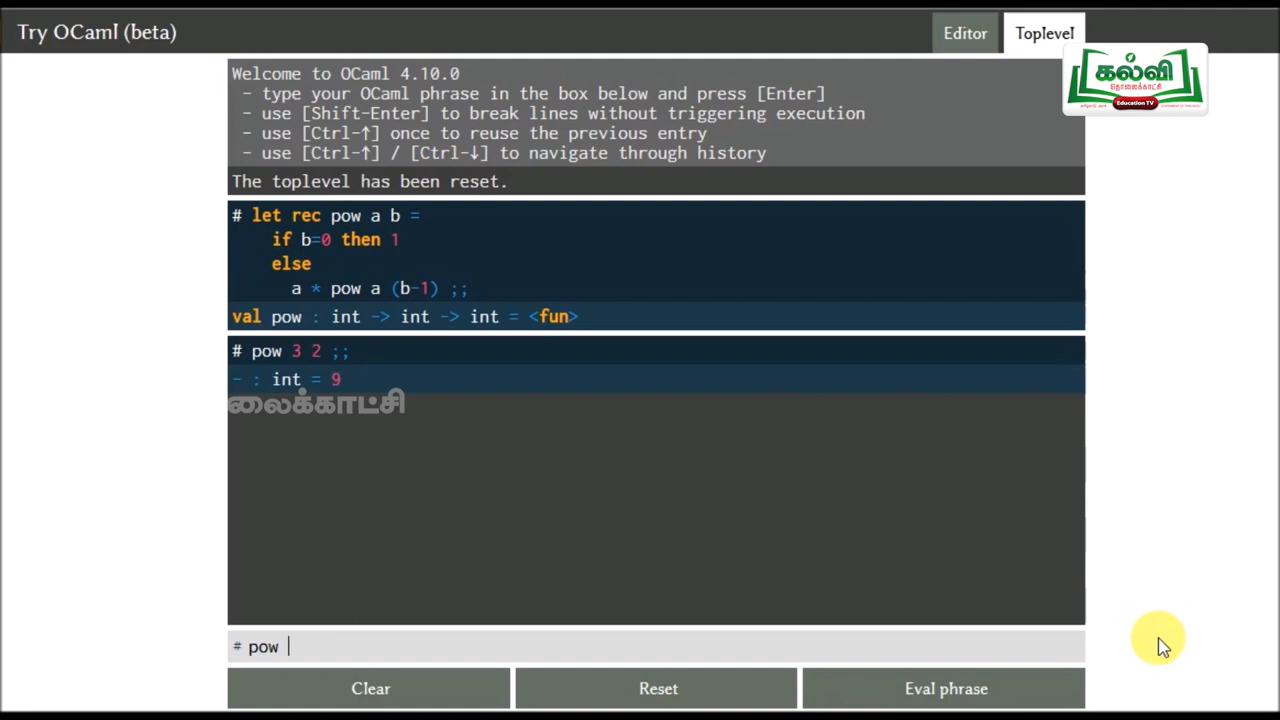 Try OCaml (beta)
Editor
Toplevel
கல்வி
தொலைக்காட்சி
Education TV
Welcome to OCaml 4.10.0
- type your OCaml phrase in the box below and press [Enter]
- use [Shift-Enter] to break lines without triggering execution
- use [Ctrl-↑] once to reuse the previous entry
- use [Ctrl-↑] / [Ctrl-↓] to navigate through history
The toplevel has been reset.
# let rec pow a b =
if b=0 then 1
else
a * pow a (b-1) ;;
val pow : int -> int -> int = <fun>
# pow 3 2 ;;
- : int = 9
லைக்காட்சி
# pow
Clear
Reset
Eval phrase